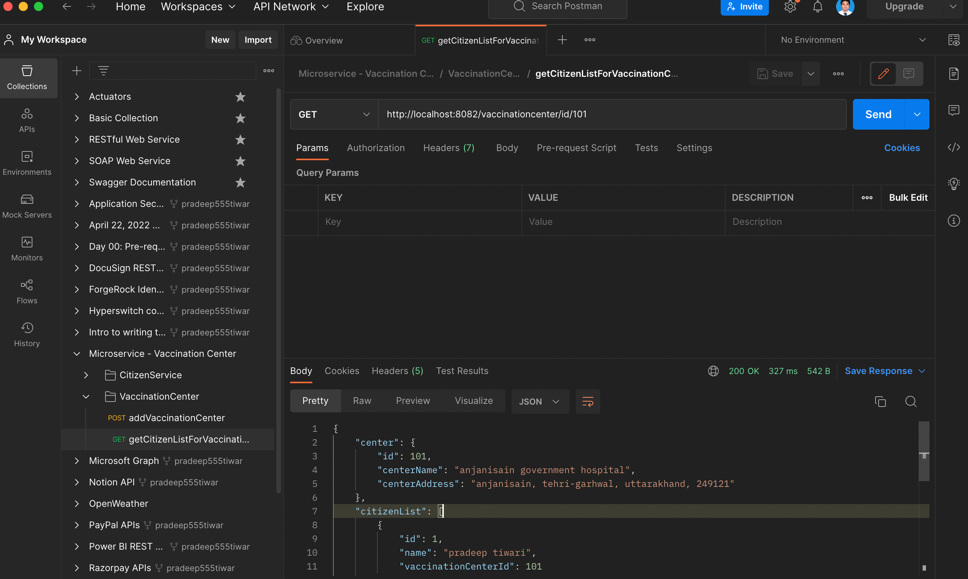 Home Workspaces API Network Explore Search Postman Invite Upgrade
My Workspace New Import Overview GET getCitizenListForVaccinat No Environment
Collections
APIs
Environments
Mock Servers
Monitors
Flows
History
Actuators
Basic Collection
RESTful Web Service
SOAP Web Service
Swagger Documentation
Application Sec... pradeep555tiwar
April 22, 2022 ... pradeep555tiwar
Day 00: Pre-req... pradeep555tiwar
DocuSign REST... pradeep555tiwar
ForgeRock Iden... pradeep555tiwar
Hyperswitch co... pradeep555tiwar
Intro to writing t... pradeep555tiwar
Microservice - Vaccination Center
CitizenService
VaccinationCenter
POST addVaccinationCenter
GET getCitizenListForVaccinati...
Microsoft Graph pradeep555tiwar
Notion API pradeep555tiwar
OpenWeather
PayPal APIs pradeep555tiwar
Power BI REST ... pradeep555tiwar
Razorpay APIs pradeep555tiwar
Microservice - Vaccination C... / VaccinationCe... / getCitizenListForVaccinationC... Save
GET http://localhost:8082/vaccinationcenter/id/101 Send
Params Authorization Headers (7) Body Pre-request Script Tests Settings Cookies
Query Params
KEY VALUE DESCRIPTION Bulk Edit
Key Value Description
Body Cookies Headers (5) Test Results 200 OK 327 ms 542 B Save Response
Pretty Raw Preview Visualize JSON
1 {
2 "center": {
3 "id": 101,
4 "centerName": "anjanisain government hospital",
5 "centerAddress": "anjanisain, tehri-garhwal, uttarakhand, 249121"
6 },
7 "citizenList": [
8 {
9 "id": 1,
10 "name": "pradeep tiwari",
11 "vaccinationCenterId": 101